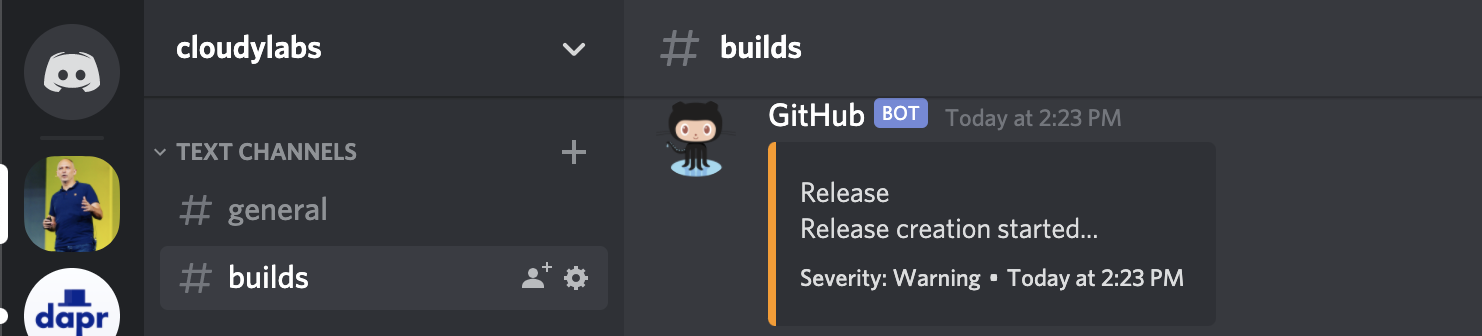 cloudylabs
TEXT CHANNELS
# general
# builds
dapr
# builds
GitHub BOT Today at 2:23 PM
Release
Release creation started...
Severity: Warning • Today at 2:23 PM